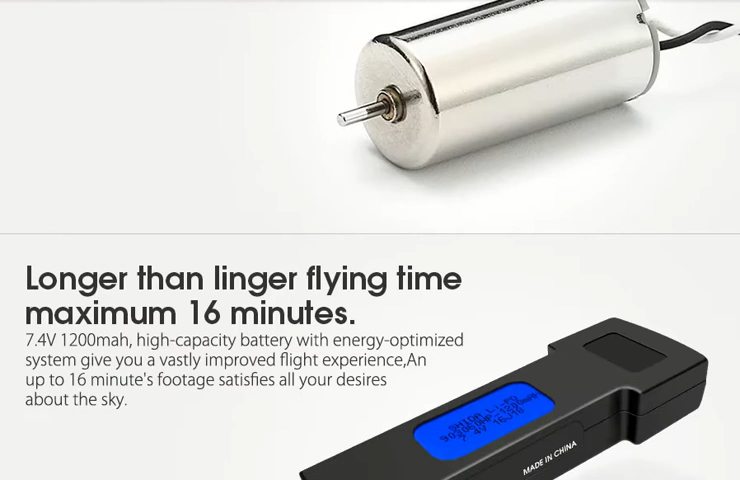 Longer than linger flying time
maximum 16 minutes.
7.4V 1200mah, high-capacity battery with energy-optimized
system give you a vastly improved flight experience,An
up to 16 minute's footage satisfies all your desires
about the sky.
MADE IN CHINA